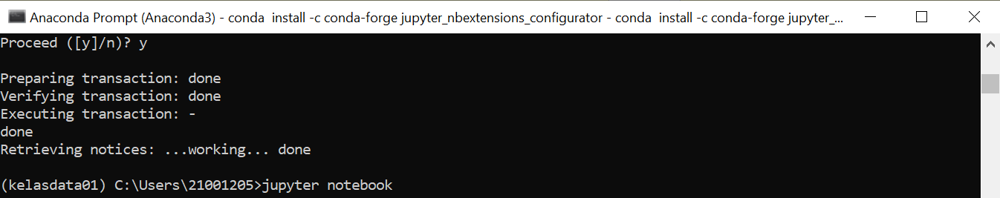 Anaconda Prompt (Anaconda3) - conda  install -c conda-forge jupyter_nbextensions_configurator - conda  install -c conda-forge jupyter_...
Proceed ([y]/n)? y
Preparing transaction: done
Verifying transaction: done
Executing transaction: -
done
Retrieving notices: ...working... done
(kelasdata01) C:\Users\21001205>jupyter notebook